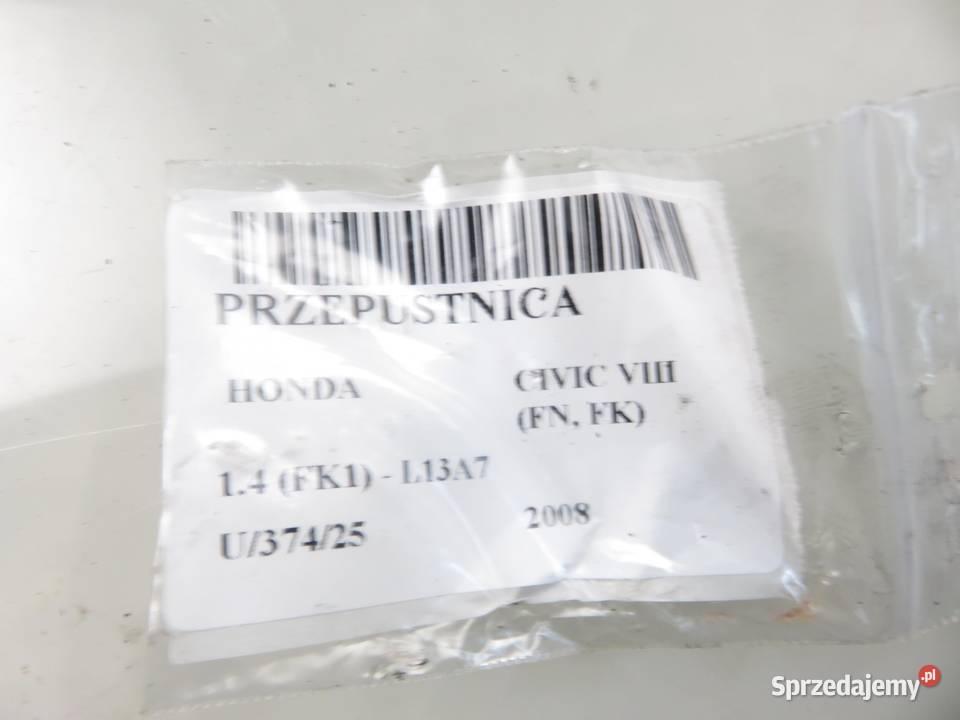 PRZEPUSTNICA
HONDA CIVIC VIII
(FN, FK)
1.4 (FK1) - L13A7
U/374/25 2008
Sprzedajemy.pl